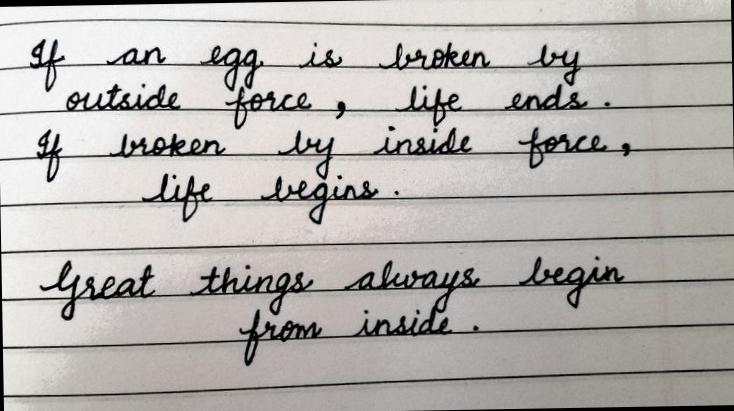 If an egg is broken by
outside force, life ends.
If broken by inside force,
life begins.
Great things always begin
from inside.